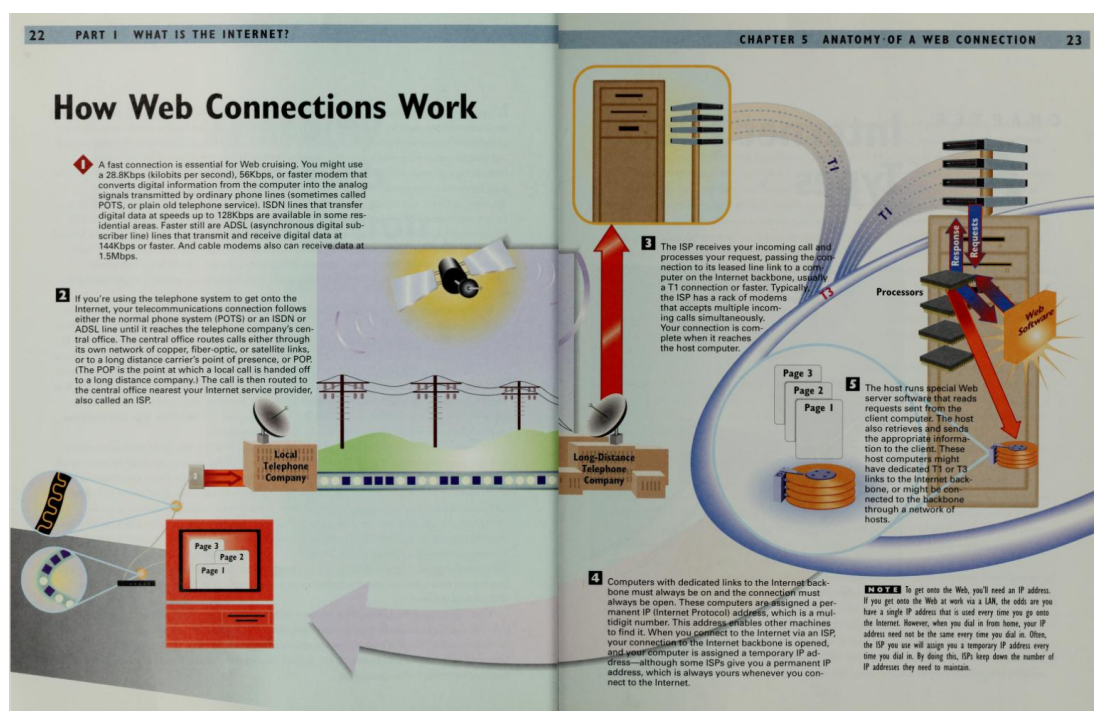 22 PART I WHAT IS THE INTERNET?
How Web Connections Work
1 A fast connection is essential for Web cruising. You might use
a 28.8Kbps (kilobits per second), 56Kbps, or faster modem that
converts digital information from the computer into the analog
signals transmitted by ordinary phone lines (sometimes called
POTS, or plain old telephone service). ISDN lines that transfer
digital data at speeds up to 128Kbps are available in some res-
idential areas. Faster still are ADSL (asynchronous digital sub-
scriber line) lines that transmit and receive digital data at
144Kbps or faster. And cable modems also can receive data at
1.5Mbps.
2 If you're using the telephone system to get onto the
Internet, your telecommunications connection follows
either the normal phone system (POTS) or an ISDN or
ADSL line until it reaches the telephone company's cen-
tral office. The central office routes calls either through
its own network of copper, fiber-optic, or satellite links,
or to a long distance carrier's point of presence, or POP.
(The POP is the point at which a local call is handed off
to a long distance company.) The call is then routed to
the central office nearest your Internet service provider,
also called an ISP.
Local
Telephone
Company
Page 3
Page 2
Page 1
CHAPTER 5 ANATOMY OF A WEB CONNECTION 23
T1
T1
T3
3 The ISP receives your incoming call and
processes your request, passing the con-
nection to its leased line link to a com-
puter on the Internet backbone, usually
a T1 connection or faster. Typically,
the ISP has a rack of modems
that accepts multiple incom-
ing calls simultaneously.
Your connection is com-
plete when it reaches
the host computer.
Long-Distance
Telephone
Company
Response
Requests
Processors
Web
Software
Page 3
Page 2
Page 1
5 The host runs special Web
server software that reads
requests sent from the
client computer. The host
also retrieves and sends
the appropriate informa-
tion to the client. These
host computers might
have dedicated T1 or T3
links to the Internet back-
bone, or might be con-
nected to the backbone
through a network of
hosts.
4 Computers with dedicated links to the Internet back-
bone must always be on and the connection must
always be open. These computers are assigned a per-
manent IP (Internet Protocol) address, which is a mul-
tidigit number. This address enables other machines
to find it. When you connect to the Internet via an ISP,
your connection to the Internet backbone is opened,
and your computer is assigned a temporary IP ad-
dress—although some ISPs give you a permanent IP
address, which is always yours whenever you con-
nect to the Internet.
NOTE To get onto the Web, you'll need an IP address.
If you get onto the Web at work via a LAN, the odds are you
have a single IP address that is used every time you go onto
the Internet. However, when you dial in from home, your IP
address need not be the same every time you dial in. Often,
the ISP you use will assign you a temporary IP address every
time you dial in. By doing this, ISPs keep down the number of
IP addresses they need to maintain.